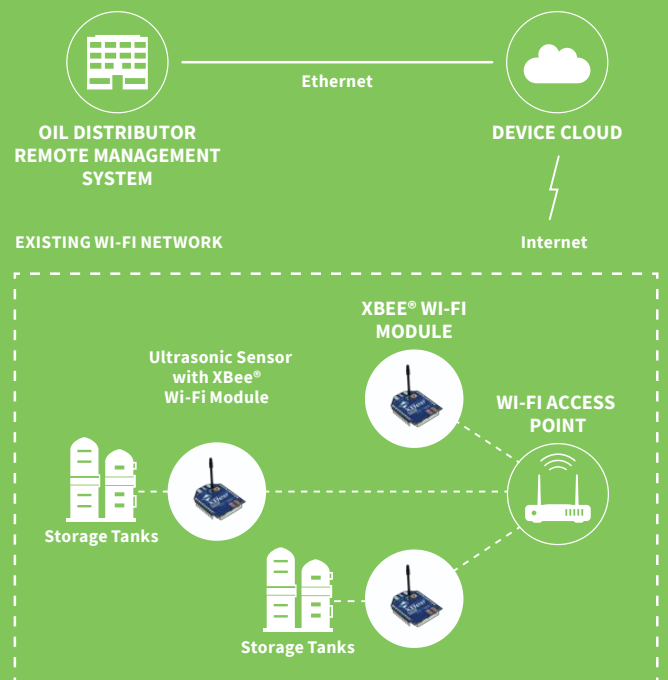 Ethernet
OIL DISTRIBUTOR
REMOTE MANAGEMENT
SYSTEM
DEVICE CLOUD
EXISTING WI-FI NETWORK
Internet
XBEE® WI-FI
MODULE
Ultrasonic Sensor
with XBee®
Wi-Fi Module
WI-FI ACCESS
POINT
Storage Tanks
Storage Tanks